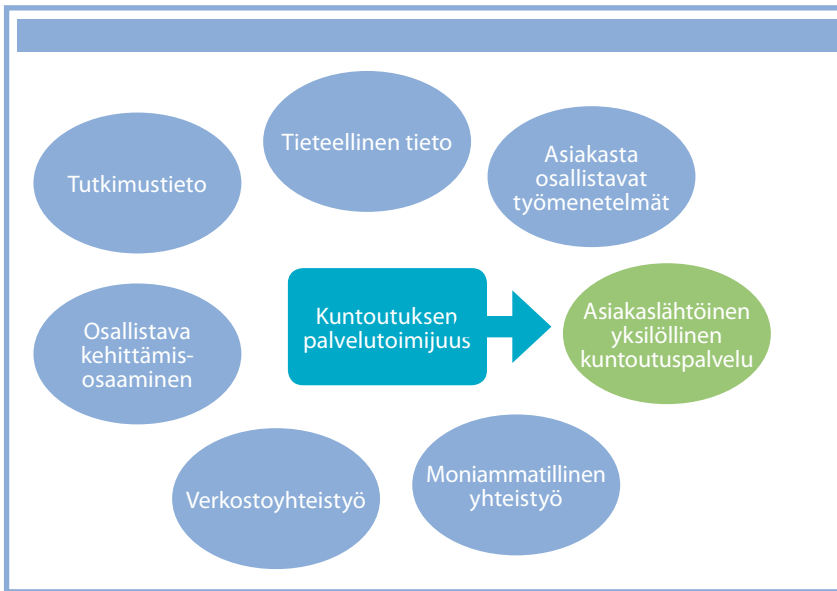 Tieteellinen tieto
Tutkimustieto
Asiakasta
osallistavat
työmenetelmät
Kuntoutuksen
palvelutoimijuus
Asiakaslähtöinen
yksilöllinen
kuntoutuspalvelu
Osallistava
kehittämis-
osaaminen
Verkostoyhteistyö
Moniammatillinen
yhteistyö